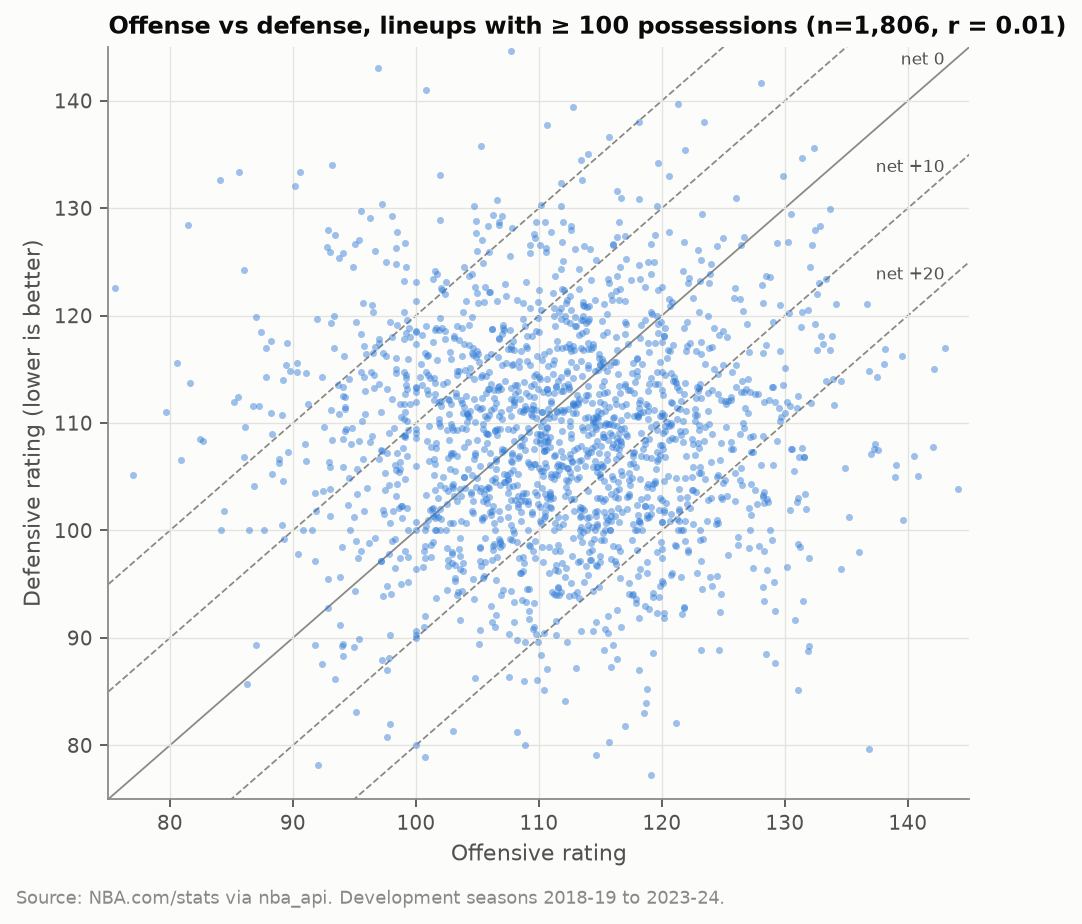 Offense vs defense, lineups with ≥ 100 possessions (n=1,806, r = 0.01)
net 0
net +10
net +20
140
130
120
110
100
90
80
Defensive rating (lower is better)
80 90 100 110 120 130 140
Offensive rating
Source: NBA.com/stats via nba_api. Development seasons 2018-19 to 2023-24.